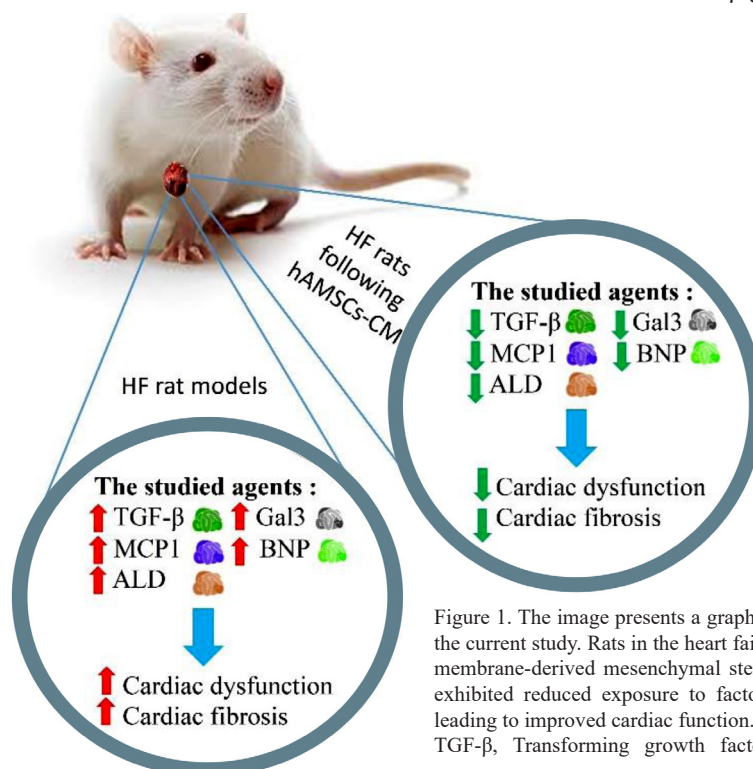 HF rats
following
hAMSCs-CM
The studied agents :
TGF-β Gal3
MCP1 BNP
ALD
Cardiac dysfunction
Cardiac fibrosis
HF rat models
The studied agents :
TGF-β Gal3
MCP1 BNP
ALD
Cardiac dysfunction
Cardiac fibrosis
Figure 1. The image presents a graph
the current study. Rats in the heart fai
membrane-derived mesenchymal ste
exhibited reduced exposure to facto
leading to improved cardiac function.
TGF-β, Transforming growth facto